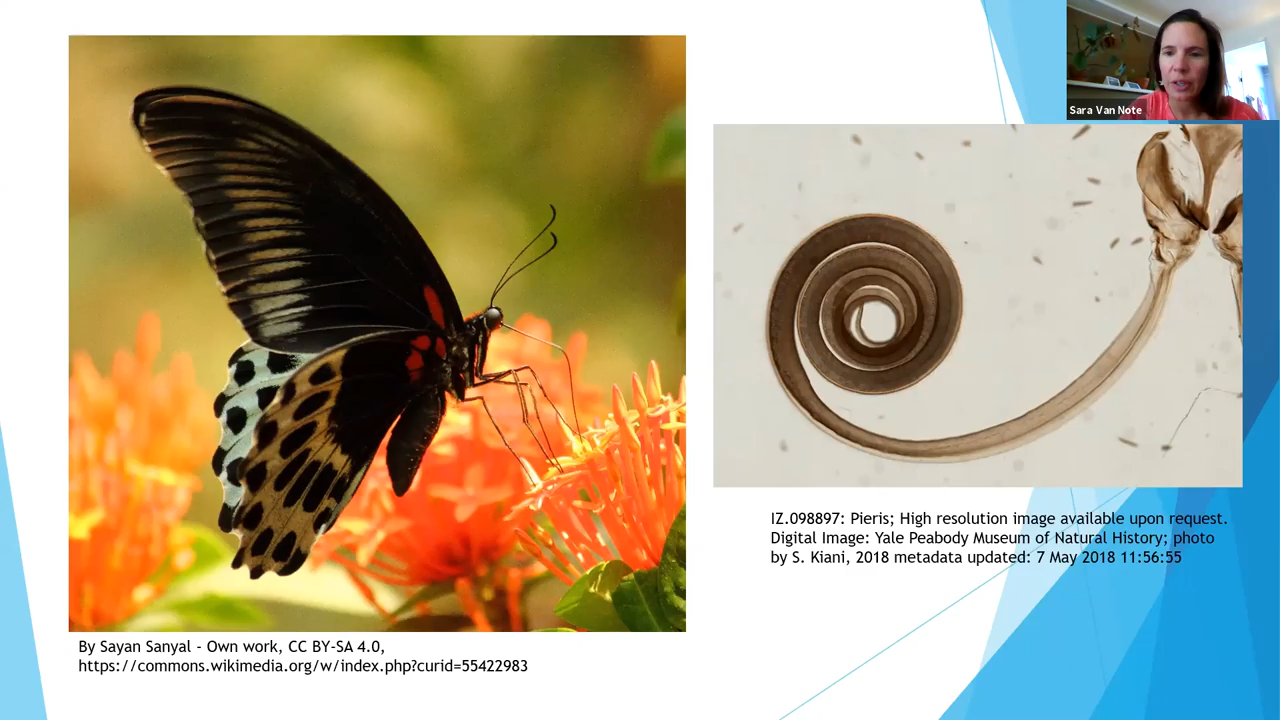 Sara Van Note
IZ.098897: Pieris; High resolution image available upon request.
Digital Image: Yale Peabody Museum of Natural History; photo
by S. Kiani, 2018 metadata updated: 7 May 2018 11:56:55
By Sayan Sanyal - Own work, CC BY-SA 4.0,
https://commons.wikimedia.org/w/index.php?curid=55422983